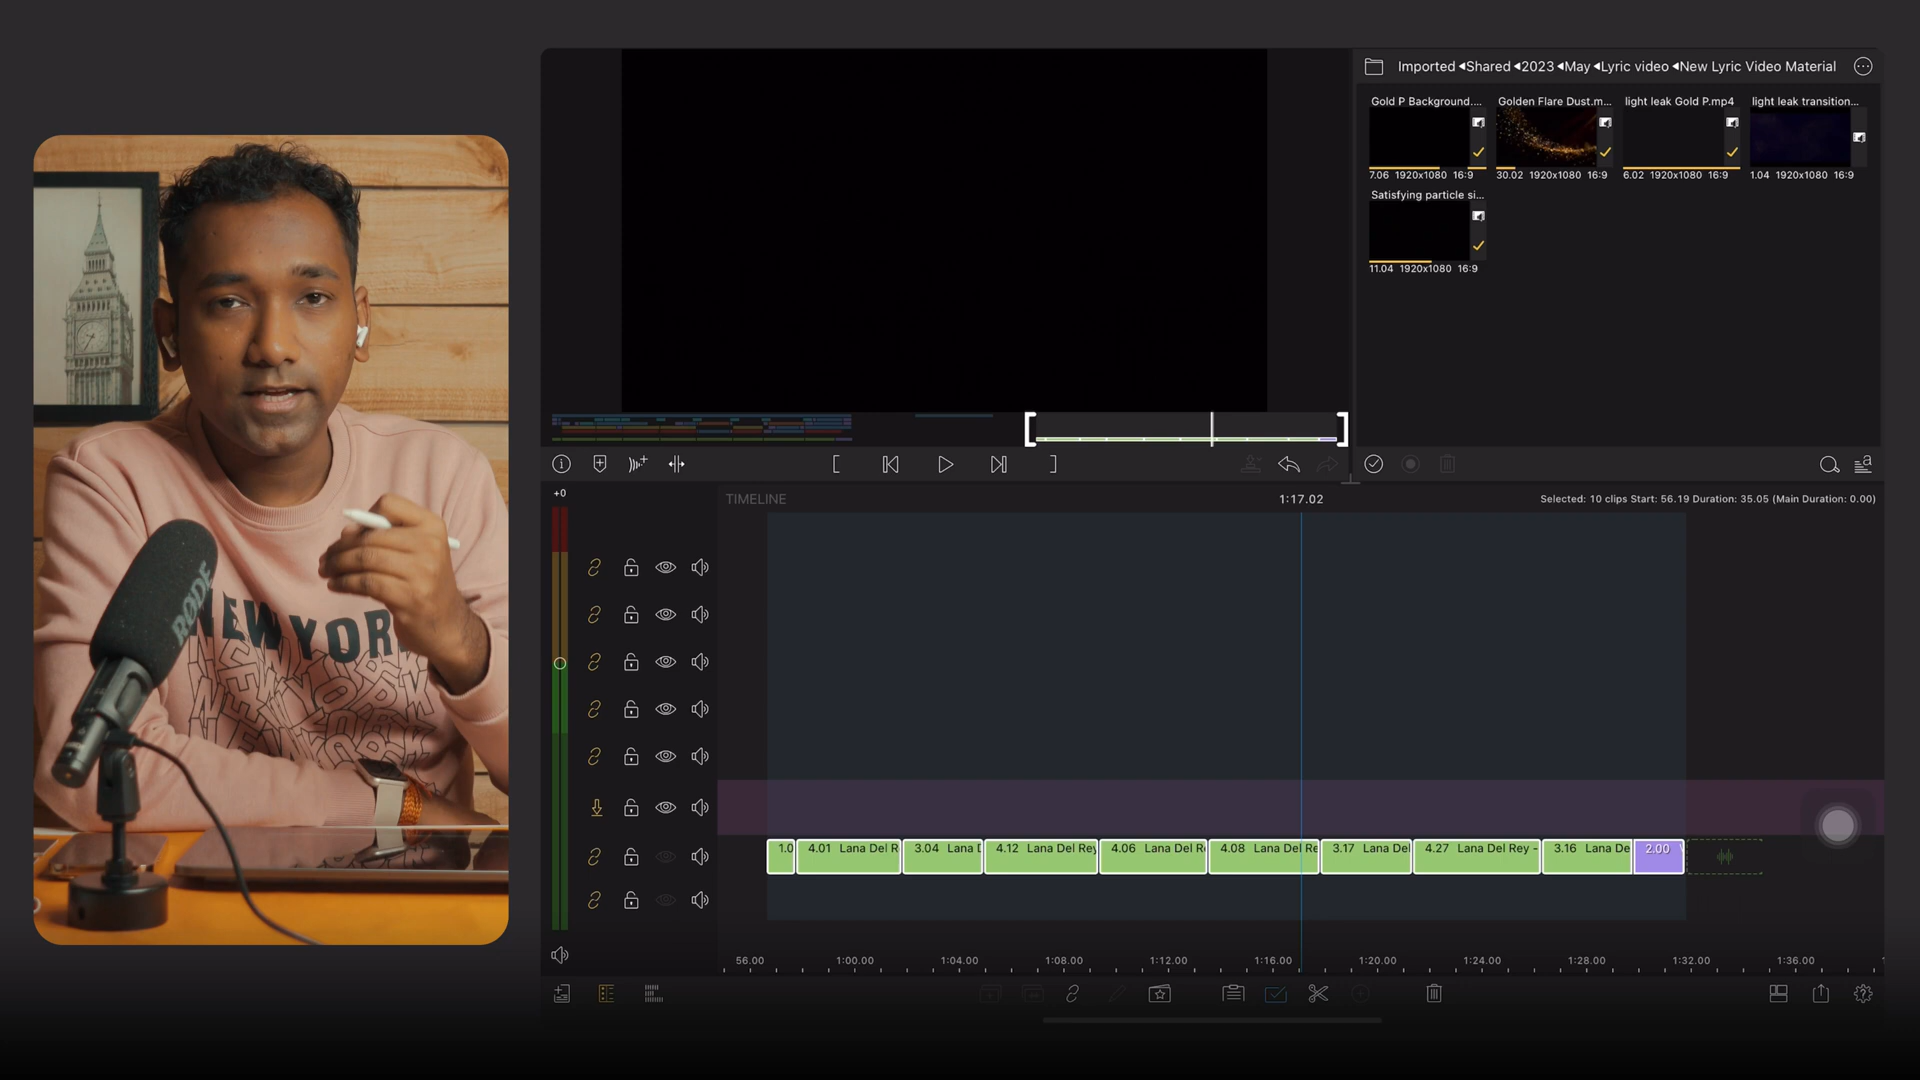 Imported ◂Shared ◂2023 ◂May ◂Lyric video ◂New Lyric Video Material
Gold P Background.... Golden Flare Dust.m... light leak Gold P.mp4 light leak transition...
7.06 1920x1080 16:9 30.02 1920x1080 16:9 6.02 1920x1080 16:9 1.04 1920x1080 16:9
Satisfying particle si...
11.04 1920x1080 16:9
+0
TIMELINE
1:17.02
Selected: 10 clips Start: 56.19 Duration: 35.05 (Main Duration: 0.00)
RØDE
NEW YOR
NEWYORK
NEWYORK
NEWYORK
1.0 4.01 Lana Del R 3.04 Lana D 4.12 Lana Del Rey 4.06 Lana Del R 4.08 Lana Del Re 3.17 Lana Del 4.27 Lana Del Rey - 3.16 Lana De 2.00
56.00 1:00.00 1:04.00 1:08.00 1:12.00 1:16.00 1:20.00 1:24.00 1:28.00 1:32.00 1:36.00